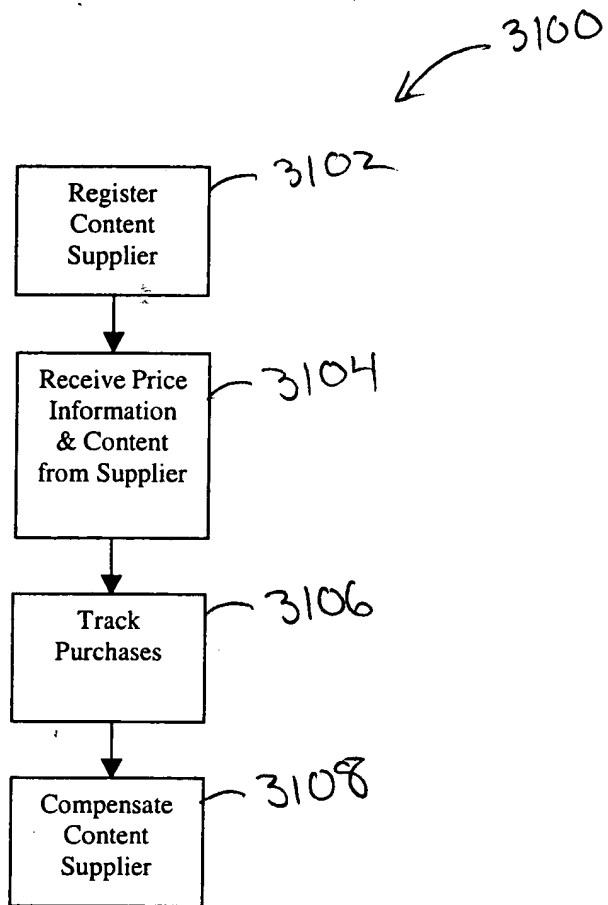 3100
3102
Register
Content
Supplier
3104
Receive Price
Information
& Content
from Supplier
3106
Track
Purchases
3108
Compensate
Content
Supplier